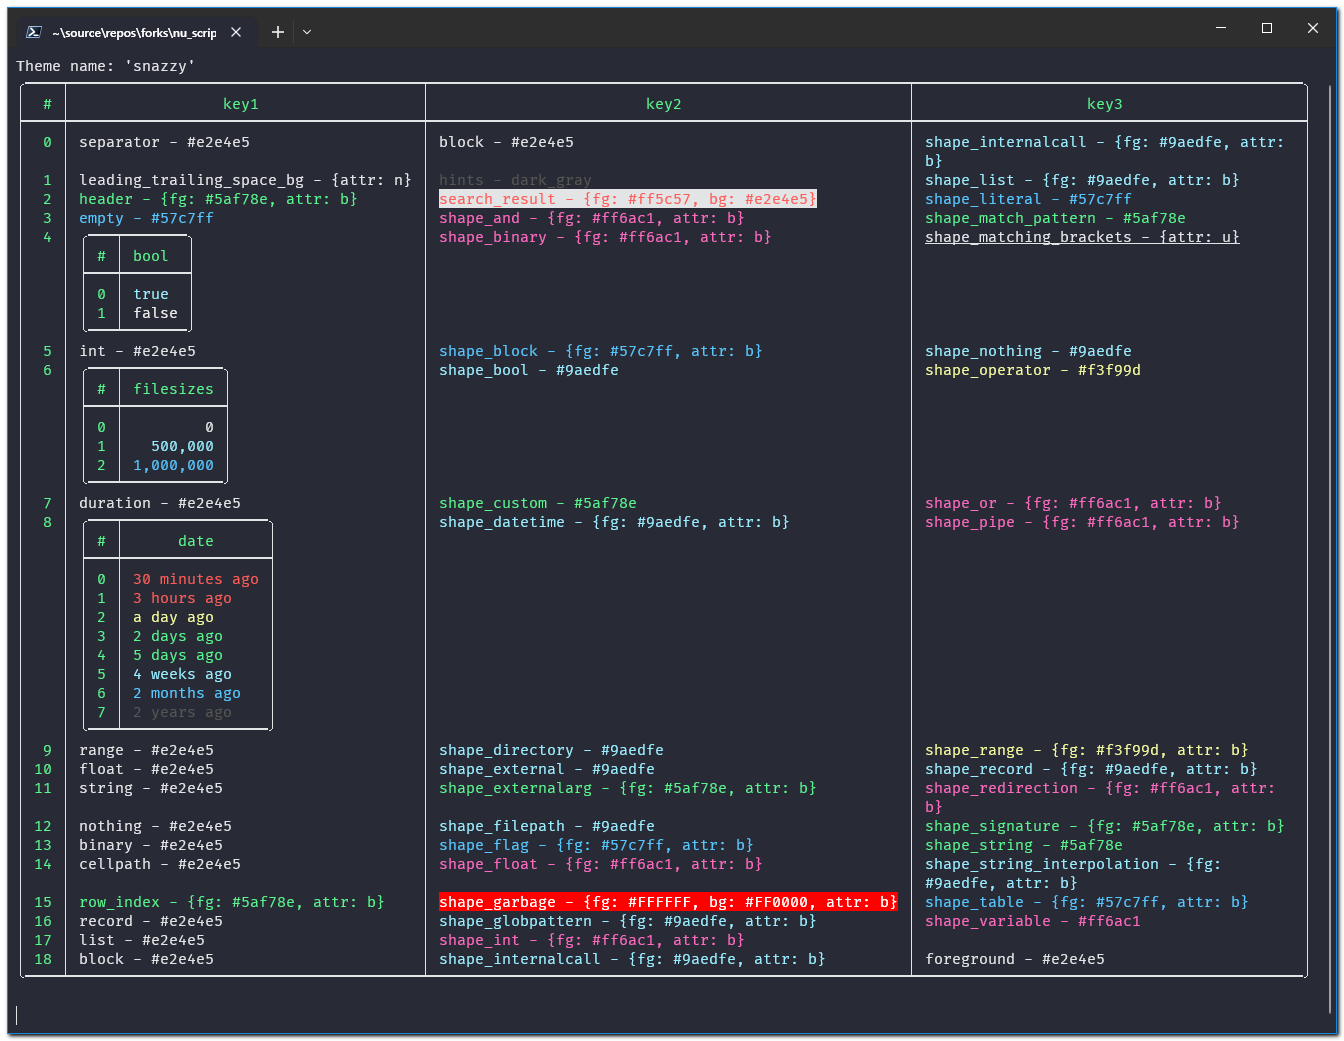 ~\source\repos\forks\nu_scrip
Theme name: 'snazzy'
# key1 key2 key3
0 separator - #e2e4e5 block - #e2e4e5 shape_internalcall - {fg: #9aedfe, attr:
b}
1 leading_trailing_space_bg - {attr: n} hints - dark_gray shape_list - {fg: #9aedfe, attr: b}
2 header - {fg: #5af78e, attr: b} search_result - {fg: #ff5c57, bg: #e2e4e5} shape_literal - #57c7ff
3 empty - #57c7ff shape_and - {fg: #ff6ac1, attr: b} shape_match_pattern - #5af78e
4 shape_binary - {fg: #ff6ac1, attr: b} shape_matching_brackets - {attr: u}
# bool
0 true
1 false
5 int - #e2e4e5 shape_block - {fg: #57c7ff, attr: b} shape_nothing - #9aedfe
6 shape_bool - #9aedfe shape_operator - #f3f99d
# filesizes
0 0
1 500,000
2 1,000,000
7 duration - #e2e4e5 shape_custom - #5af78e shape_or - {fg: #ff6ac1, attr: b}
8 shape_datetime - {fg: #9aedfe, attr: b} shape_pipe - {fg: #ff6ac1, attr: b}
# date
0 30 minutes ago
1 3 hours ago
2 a day ago
3 2 days ago
4 5 days ago
5 4 weeks ago
6 2 months ago
7 2 years ago
9 range - #e2e4e5 shape_directory - #9aedfe shape_range - {fg: #f3f99d, attr: b}
10 float - #e2e4e5 shape_external - #9aedfe shape_record - {fg: #9aedfe, attr: b}
11 string - #e2e4e5 shape_externalarg - {fg: #5af78e, attr: b} shape_redirection - {fg: #ff6ac1, attr:
b}
12 nothing - #e2e4e5 shape_filepath - #9aedfe shape_signature - {fg: #5af78e, attr: b}
13 binary - #e2e4e5 shape_flag - {fg: #57c7ff, attr: b} shape_string - #5af78e
14 cellpath - #e2e4e5 shape_float - {fg: #ff6ac1, attr: b} shape_string_interpolation - {fg:
#9aedfe, attr: b}
15 row_index - {fg: #5af78e, attr: b} shape_garbage - {fg: #FFFFFF, bg: #FF0000, attr: b} shape_table - {fg: #57c7ff, attr: b}
16 record - #e2e4e5 shape_globpattern - {fg: #9aedfe, attr: b} shape_variable - #ff6ac1
17 list - #e2e4e5 shape_int - {fg: #ff6ac1, attr: b}
18 block - #e2e4e5 shape_internalcall - {fg: #9aedfe, attr: b} foreground - #e2e4e5